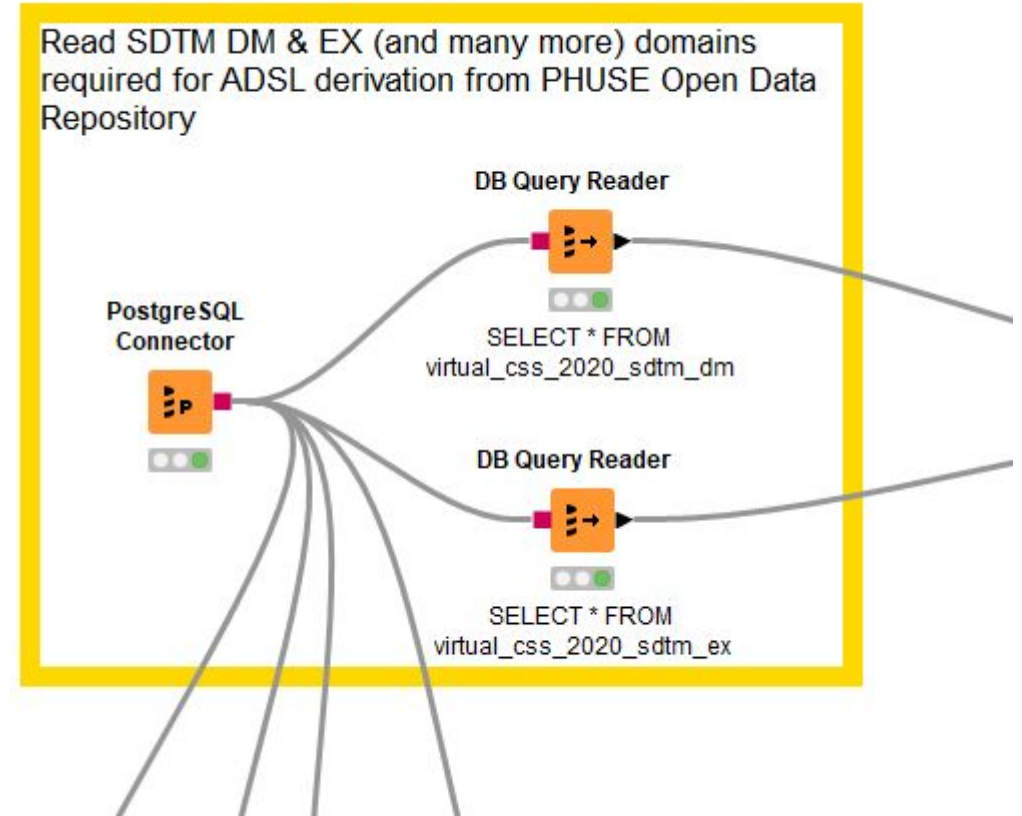 Read SDTM DM & EX (and many more) domains
required for ADSL derivation from PHUSE Open Data
Repository
DB Query Reader
SELECT * FROM
virtual_css_2020_sdtm_dm
PostgreSQL
Connector
P
DB Query Reader
SELECT * FROM
virtual_css_2020_sdtm_ex